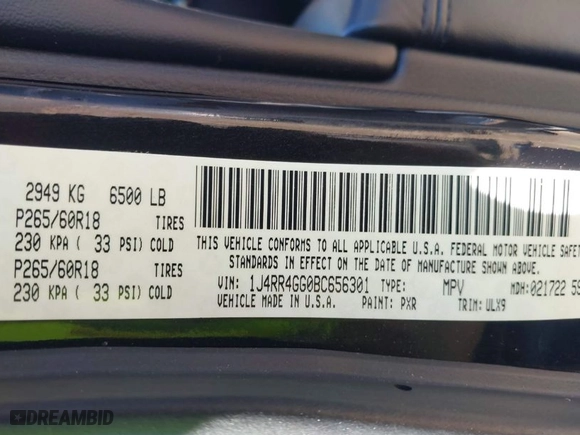 2949 KG 6500 LB
P265/60R18 TIRES
230 KPA ( 33 PSI) COLD
P265/60R18 TIRES
230 KPA ( 33 PSI) COLD
THIS VEHICLE CONFORMS TO ALL APPLICABLE U.S.A. FEDERAL MOTOR VEHICLE SAFE
STANDARDS IN EFFECT ON THE DATE OF MANUFACTURE SHOWN ABOVE.
VIN: 1J4RR4GG0BC656301 TYPE: MPV MDH: 021722 59
VEHICLE MADE IN U.S.A. PAINT: PXR TRIM: ULX9
DREAMBID